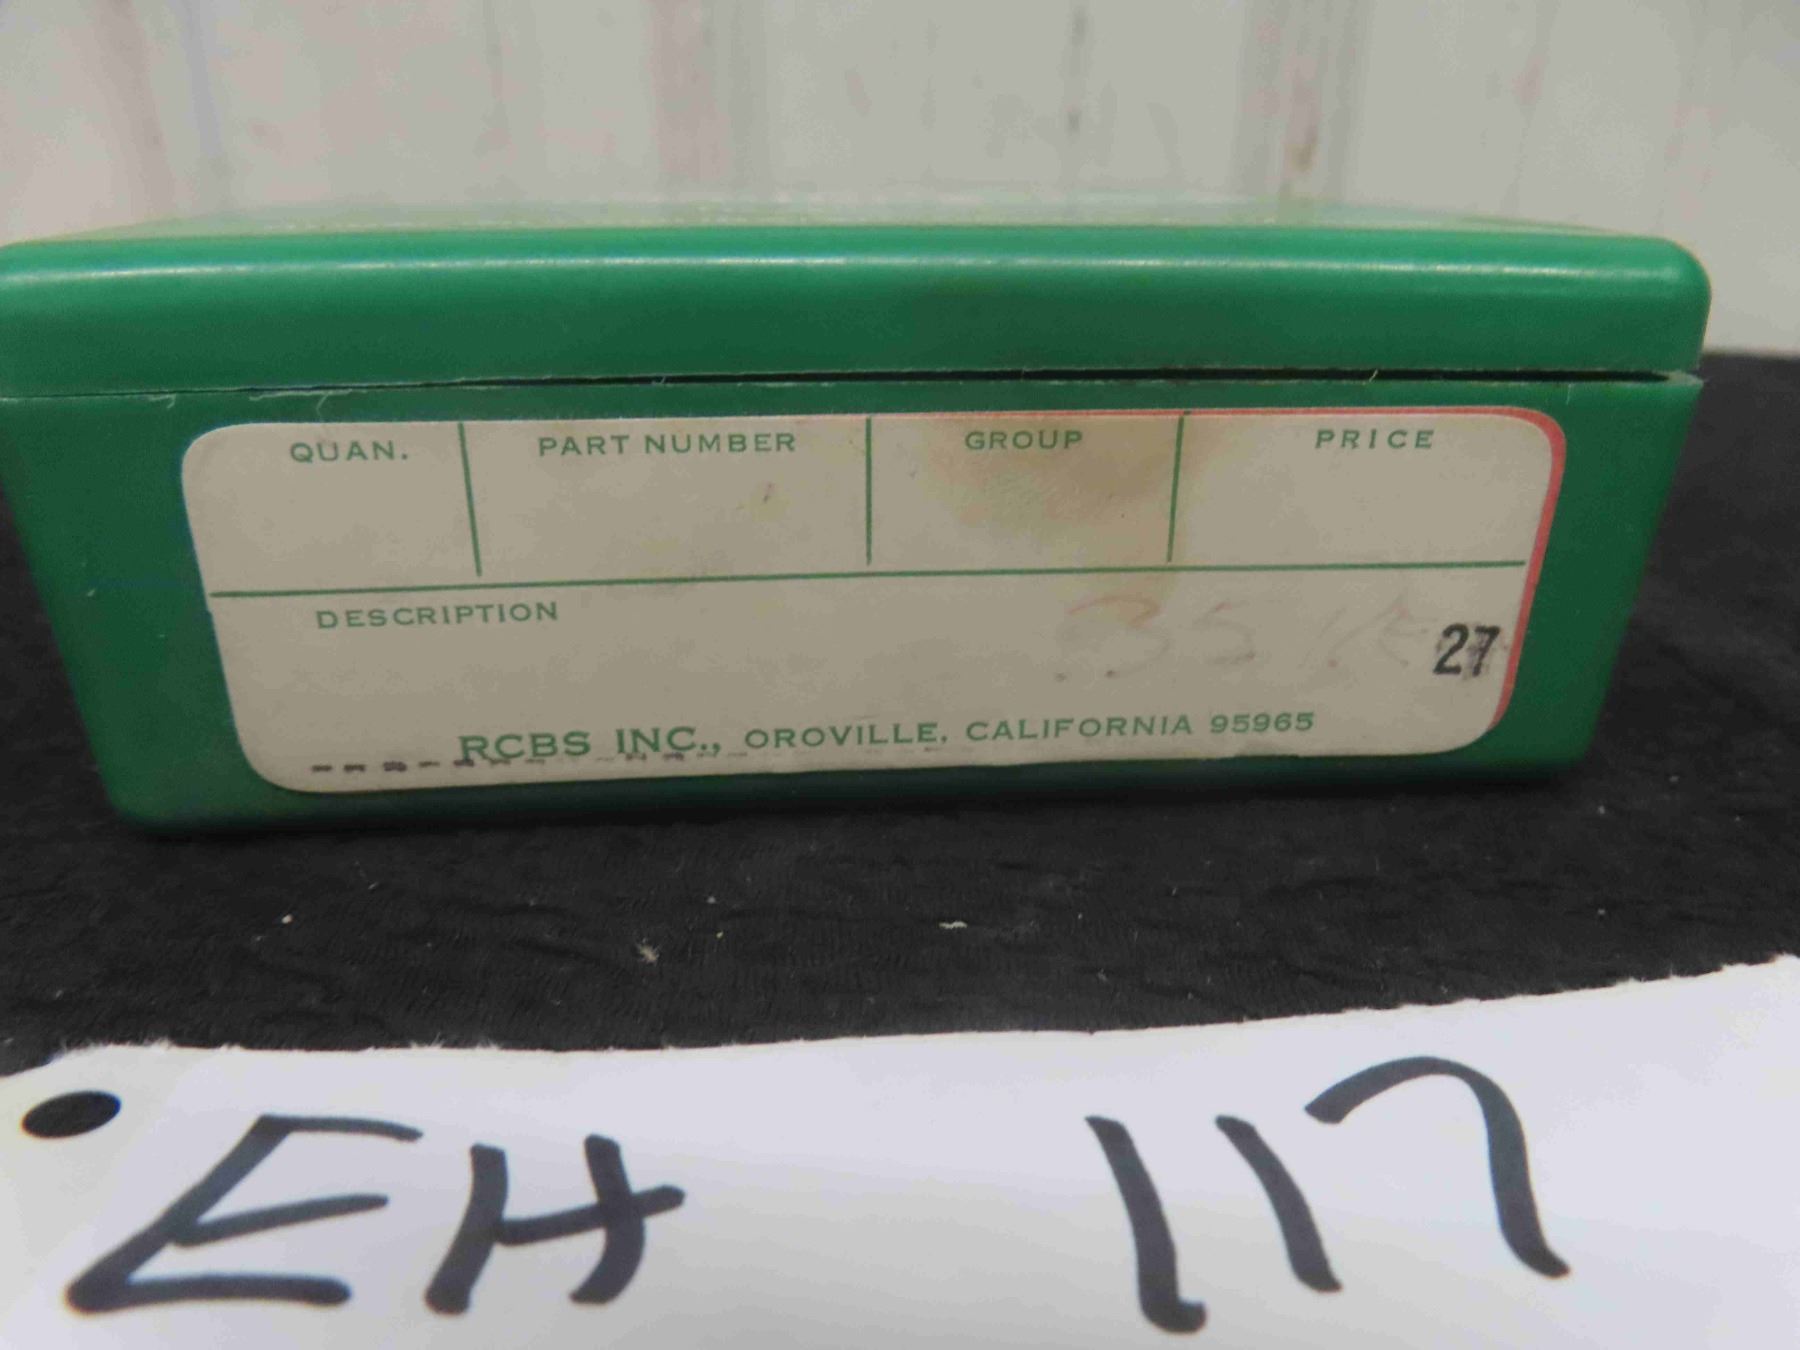 QUAN. PART NUMBER GROUP PRICE
DESCRIPTION
27
RCBS INC., OROVILLE, CALIFORNIA 95965
EH 117